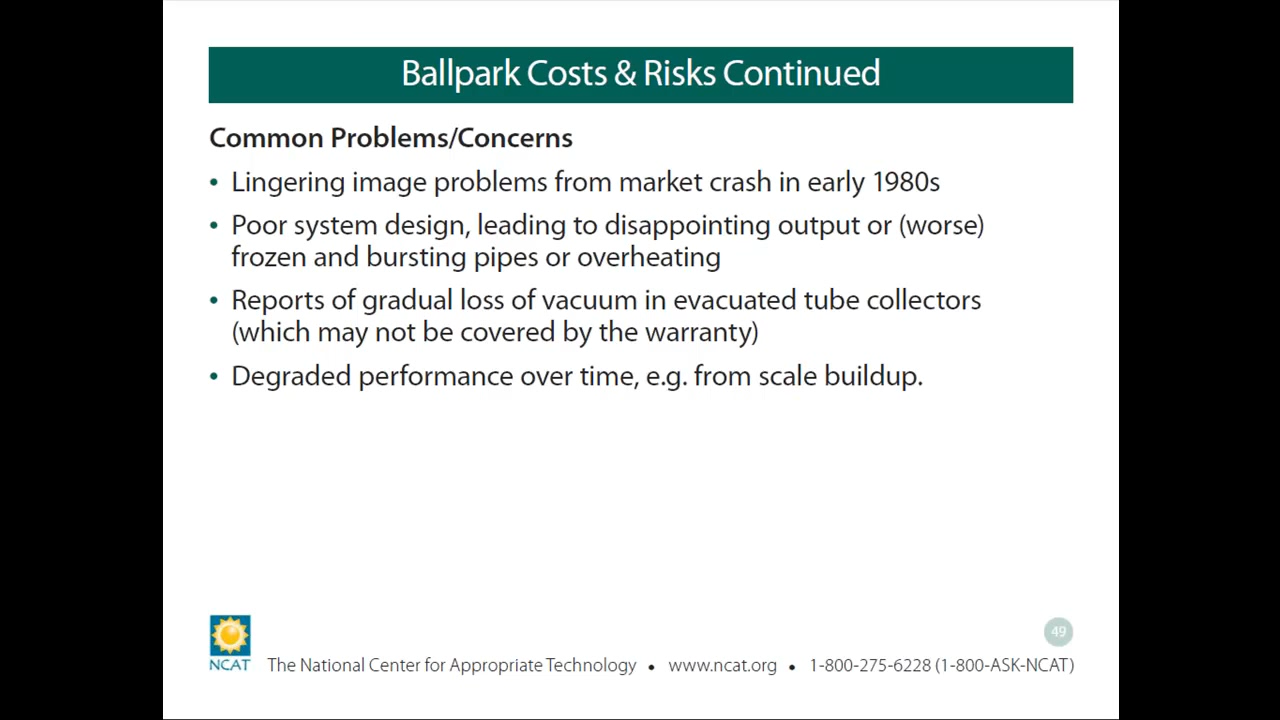 Ballpark Costs & Risks Continued
Common Problems/Concerns
• Lingering image problems from market crash in early 1980s
• Poor system design, leading to disappointing output or (worse)
frozen and bursting pipes or overheating
• Reports of gradual loss of vacuum in evacuated tube collectors
(which may not be covered by the warranty)
• Degraded performance over time, e.g. from scale buildup.
49
NCAT
The National Center for Appropriate Technology • www.ncat.org • 1-800-275-6228 (1-800-ASK-NCAT)